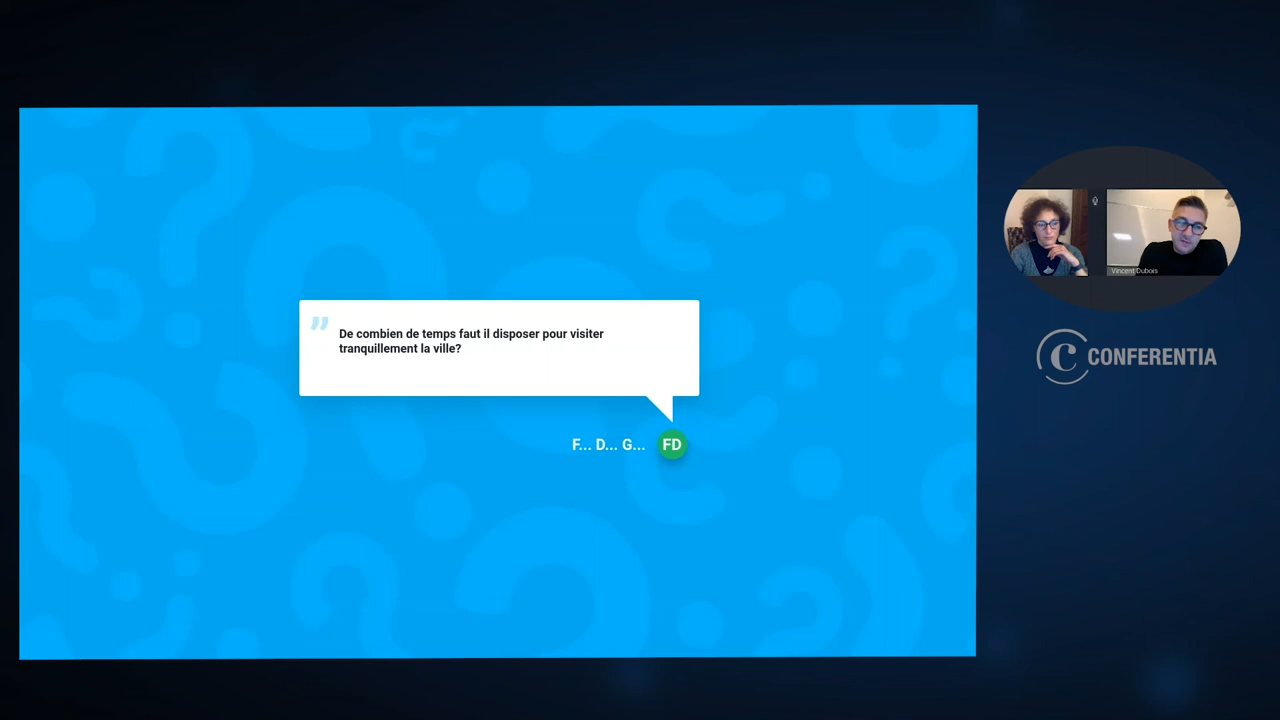 De combien de temps faut il disposer pour visiter
tranquillement la ville?
F... D... G...
FD
Vincent Dubois
C CONFERENTIA